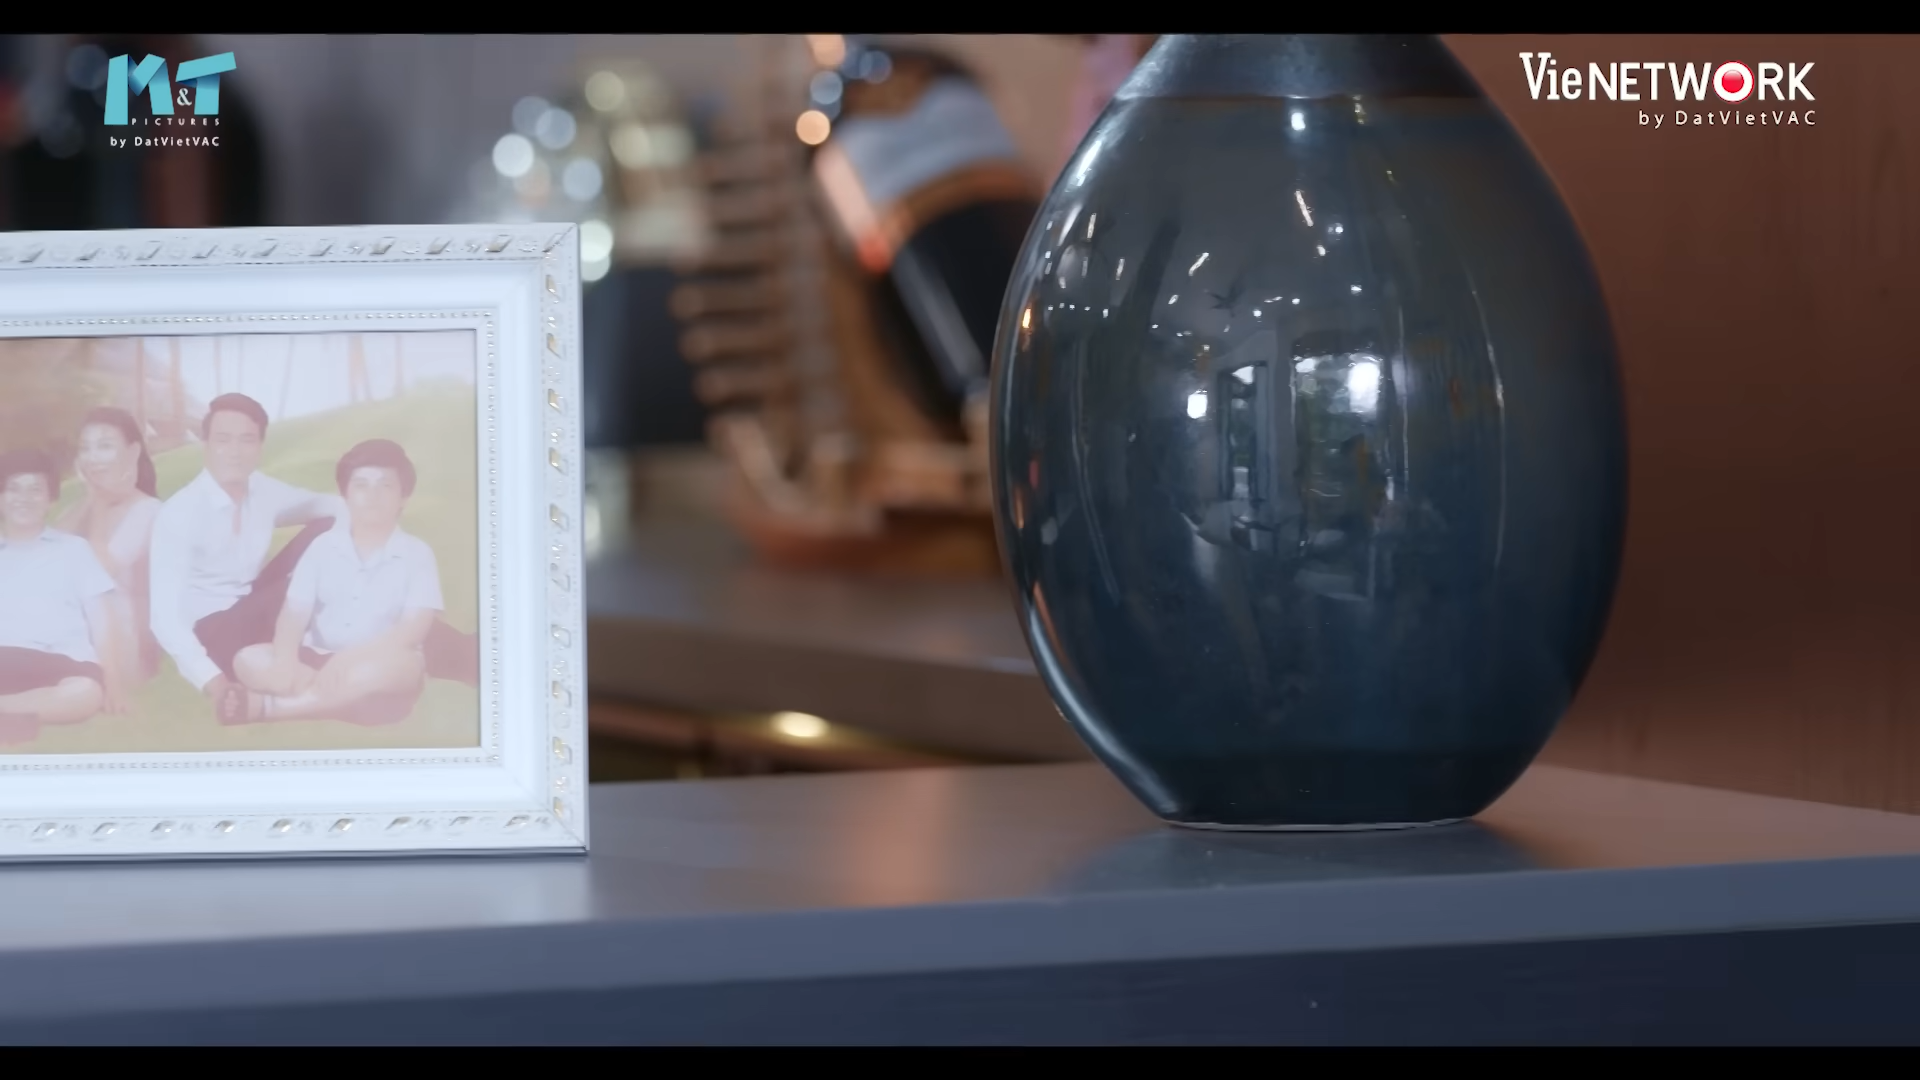 M&T
PICTURES
by DatVietVAC
VieNETWORK
by DatVietVAC